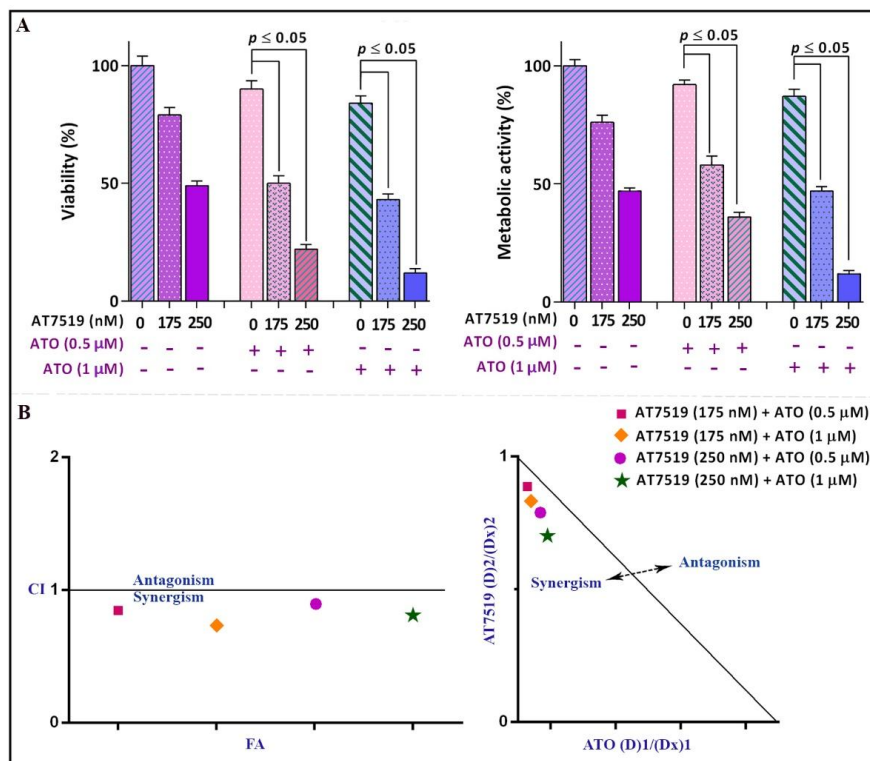 A
p ≤ 0.05
p ≤ 0.05
Viability (%)
100
50
0
AT7519 (nM) 0 175 250 0 175 250 0 175 250
ATO (0.5 µM) - - - + + + - - -
ATO (1 µM) - - - - - - + + +
p ≤ 0.05
p ≤ 0.05
Metabolic activity (%)
100
50
0
AT7519 (nM) 0 175 250 0 175 250 0 175 250
ATO (0.5 µM) - - - + + + - - -
ATO (1 µM) - - - - - - + + +
B
2
CI 1
0
Antagonism
Synergism
FA
AT7519 (175 nM) + ATO (0.5 µM)
AT7519 (175 nM) + ATO (1 µM)
AT7519 (250 nM) + ATO (0.5 µM)
AT7519 (250 nM) + ATO (1 µM)
AT7519 (D)2/(Dx)2
1
0
Synergism
Antagonism
ATO (D)1/(Dx)1